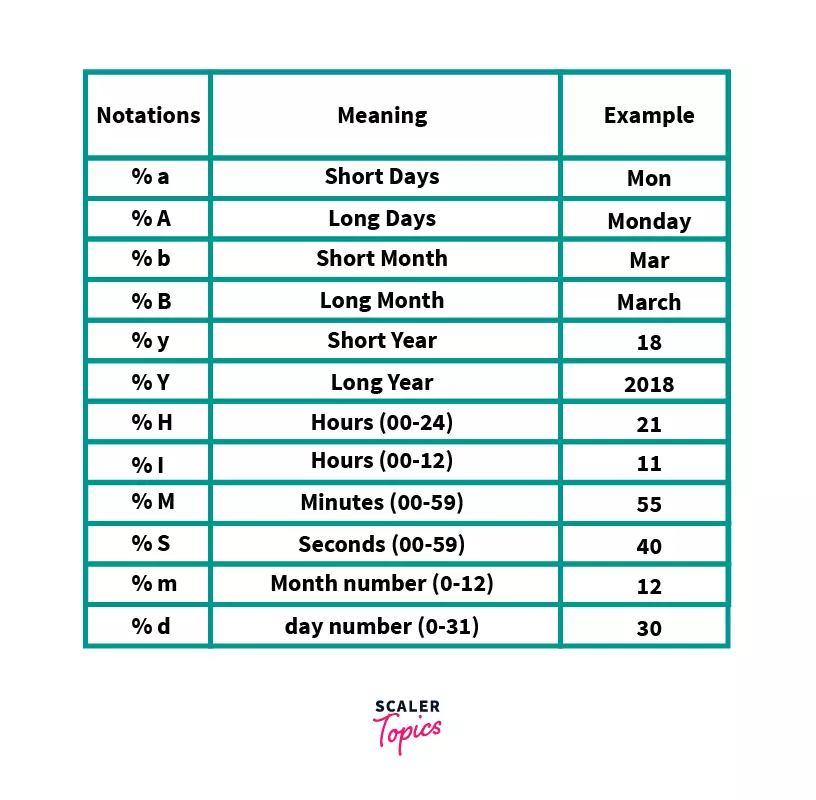 Notations Meaning Example
% a Short Days Mon
% A Long Days Monday
% b Short Month Mar
% B Long Month March
% y Short Year 18
% Y Long Year 2018
% H Hours (00-24) 21
% I Hours (00-12) 11
% M Minutes (00-59) 55
% S Seconds (00-59) 40
% m Month number (0-12) 12
% d day number (0-31) 30
SCALER
Topics